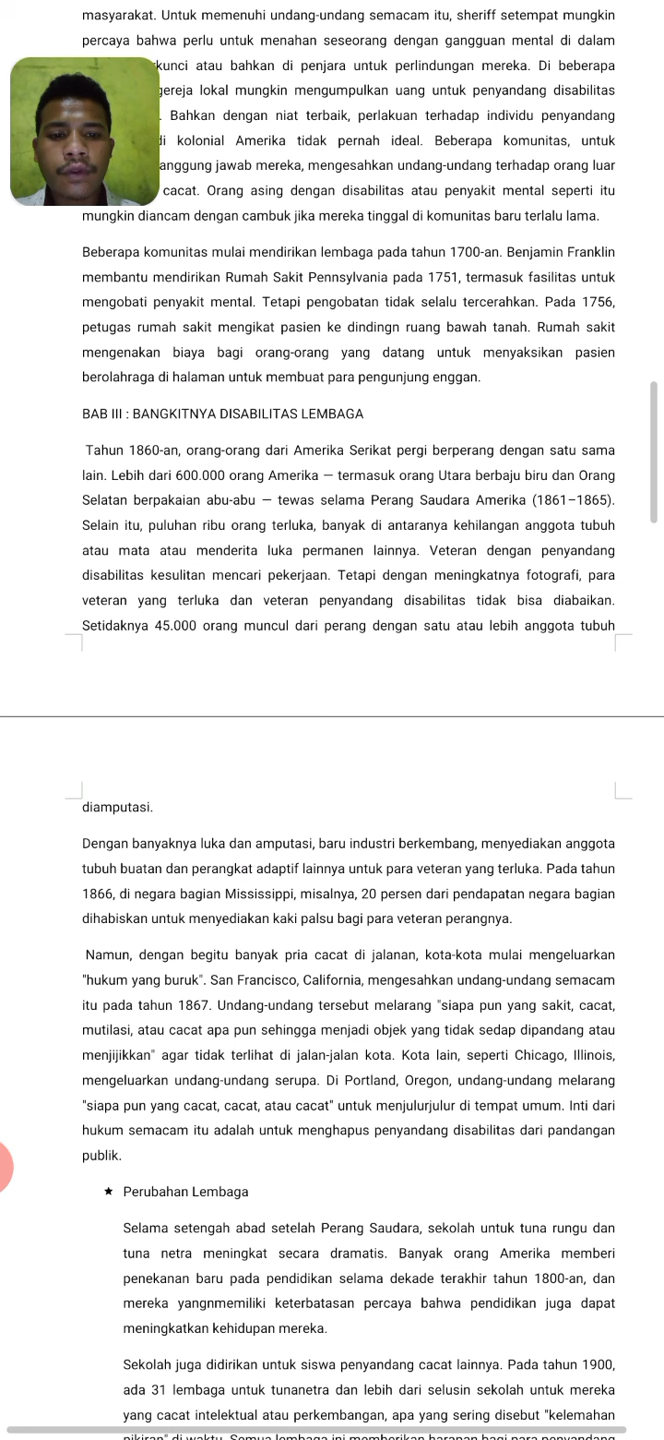 masyarakat. Untuk memenuhi undang-undang semacam itu, sheriff setempat mungkin
percaya bahwa perlu untuk menahan seseorang dengan gangguan mental di dalam
kunci atau bahkan di penjara untuk perlindungan mereka. Di beberapa
gereja lokal mungkin mengumpulkan uang untuk penyandang disabilitas
. Bahkan dengan niat terbaik, perlakuan terhadap individu penyandang
di kolonial Amerika tidak pernah ideal. Beberapa komunitas, untuk
anggung jawab mereka, mengesahkan undang-undang terhadap orang luar
cacat. Orang asing dengan disabilitas atau penyakit mental seperti itu
mungkin diancam dengan cambuk jika mereka tinggal di komunitas baru terlalu lama.
Beberapa komunitas mulai mendirikan lembaga pada tahun 1700-an. Benjamin Franklin
membantu mendirikan Rumah Sakit Pennsylvania pada 1751, termasuk fasilitas untuk
mengobati penyakit mental. Tetapi pengobatan tidak selalu tercerahkan. Pada 1756,
petugas rumah sakit mengikat pasien ke dindingn ruang bawah tanah. Rumah sakit
mengenakan biaya bagi orang-orang yang datang untuk menyaksikan pasien
berolahraga di halaman untuk membuat para pengunjung enggan.
BAB III : BANGKITNYA DISABILITAS LEMBAGA
Tahun 1860-an, orang-orang dari Amerika Serikat pergi berperang dengan satu sama
lain. Lebih dari 600.000 orang Amerika — termasuk orang Utara berbaju biru dan Orang
Selatan berpakaian abu-abu — tewas selama Perang Saudara Amerika (1861–1865).
Selain itu, puluhan ribu orang terluka, banyak di antaranya kehilangan anggota tubuh
atau mata atau menderita luka permanen lainnya. Veteran dengan penyandang
disabilitas kesulitan mencari pekerjaan. Tetapi dengan meningkatnya fotografi, para
veteran yang terluka dan veteran penyandang disabilitas tidak bisa diabaikan.
Setidaknya 45.000 orang muncul dari perang dengan satu atau lebih anggota tubuh
diamputasi.
Dengan banyaknya luka dan amputasi, baru industri berkembang, menyediakan anggota
tubuh buatan dan perangkat adaptif lainnya untuk para veteran yang terluka. Pada tahun
1866, di negara bagian Mississippi, misalnya, 20 persen dari pendapatan negara bagian
dihabiskan untuk menyediakan kaki palsu bagi para veteran perangnya.
Namun, dengan begitu banyak pria cacat di jalanan, kota-kota mulai mengeluarkan
"hukum yang buruk". San Francisco, California, mengesahkan undang-undang semacam
itu pada tahun 1867. Undang-undang tersebut melarang "siapa pun yang sakit, cacat,
mutilasi, atau cacat apa pun sehingga menjadi objek yang tidak sedap dipandang atau
menjijikkan" agar tidak terlihat di jalan-jalan kota. Kota lain, seperti Chicago, Illinois,
mengeluarkan undang-undang serupa. Di Portland, Oregon, undang-undang melarang
"siapa pun yang cacat, cacat, atau cacat" untuk menjulurjulur di tempat umum. Inti dari
hukum semacam itu adalah untuk menghapus penyandang disabilitas dari pandangan
publik.
★ Perubahan Lembaga
Selama setengah abad setelah Perang Saudara, sekolah untuk tuna rungu dan
tuna netra meningkat secara dramatis. Banyak orang Amerika memberi
penekanan baru pada pendidikan selama dekade terakhir tahun 1800-an, dan
mereka yangnmemiliki keterbatasan percaya bahwa pendidikan juga dapat
meningkatkan kehidupan mereka.
Sekolah juga didirikan untuk siswa penyandang cacat lainnya. Pada tahun 1900,
ada 31 lembaga untuk tunanetra dan lebih dari selusin sekolah untuk mereka
yang cacat intelektual atau perkembangan, apa yang sering disebut "kelemahan
pikiran" di waktu. Semua lembaga ini memberikan harapan bagi para penyandang